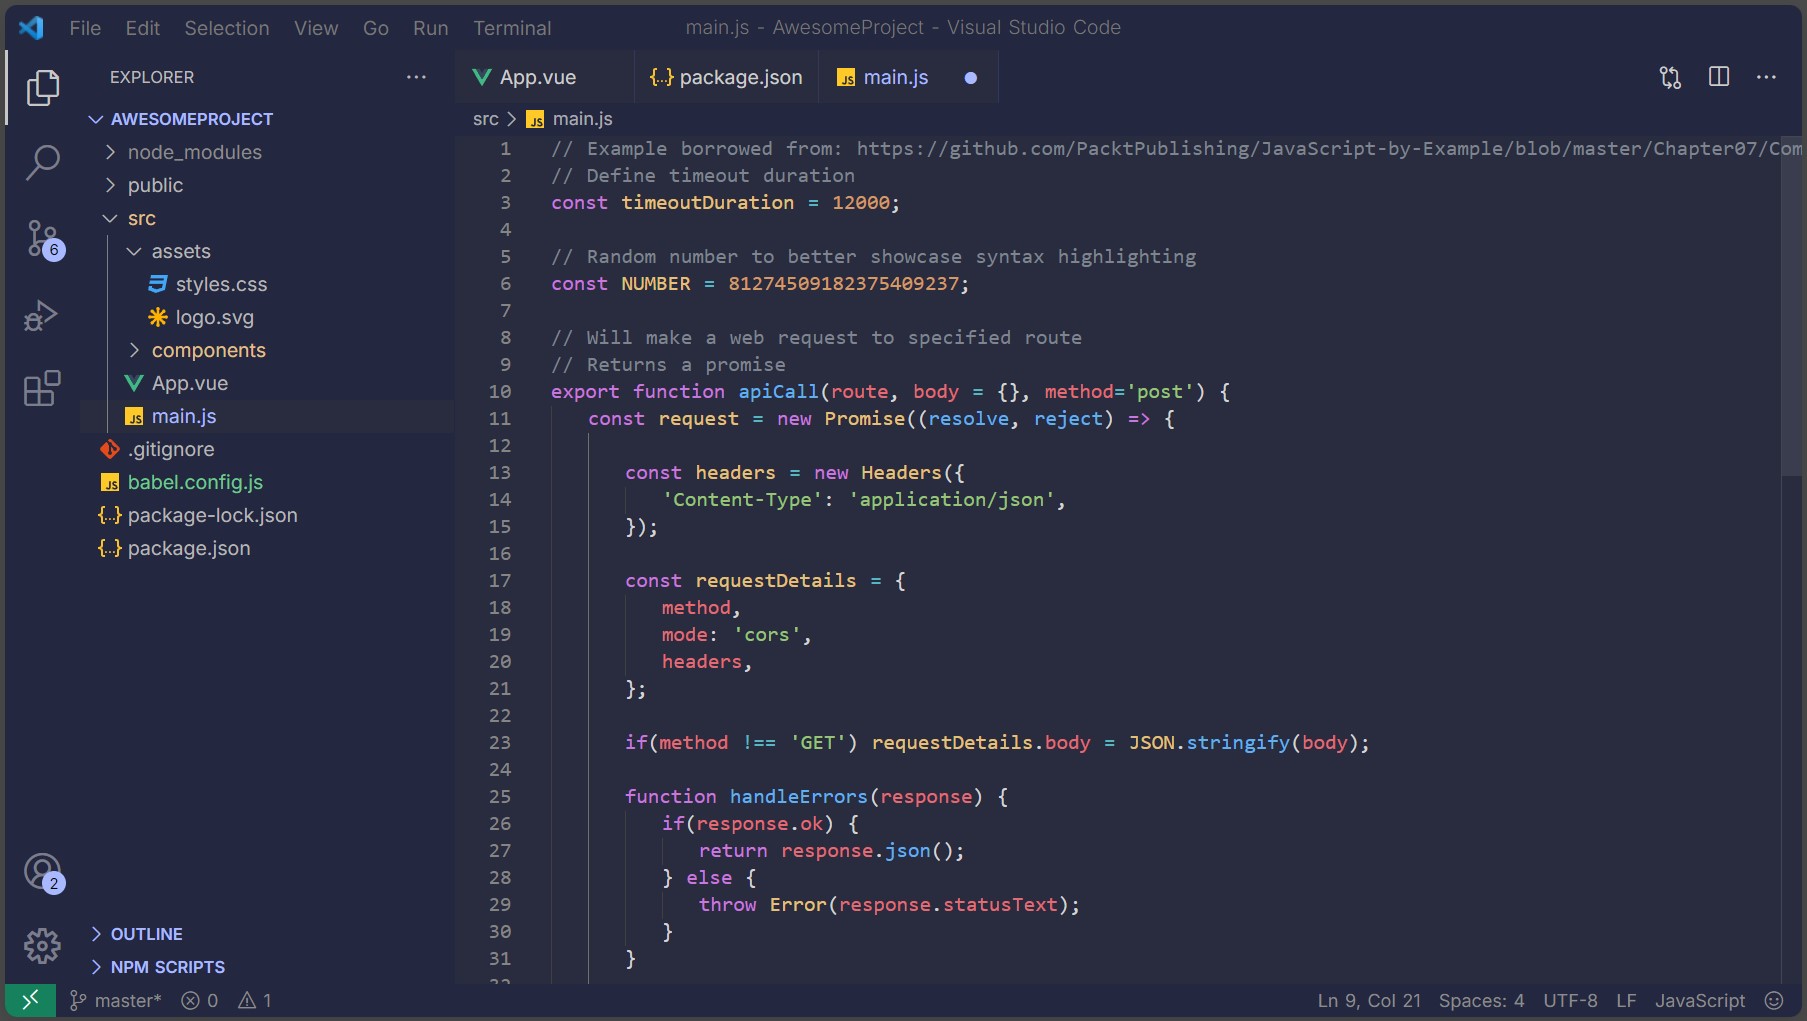 File Edit Selection View Go Run Terminal
main.js - AwesomeProject - Visual Studio Code
EXPLORER
AWESOMEPROJECT
node_modules
public
src
assets
styles.css
logo.svg
components
App.vue
JS main.js
.gitignore
JS babel.config.js
{..} package-lock.json
{..} package.json
OUTLINE
NPM SCRIPTS
6
2
App.vue
{..} package.json
JS main.js
src > JS main.js
1 // Example borrowed from: https://github.com/PacktPublishing/JavaScript-by-Example/blob/master/Chapter07/Com
2 // Define timeout duration
3 const timeoutDuration = 12000;
4
5 // Random number to better showcase syntax highlighting
6 const NUMBER = 81274509182375409237;
7
8 // Will make a web request to specified route
9 // Returns a promise
10 export function apiCall(route, body = {}, method='post') {
11 const request = new Promise((resolve, reject) => {
12
13 const headers = new Headers({
14 'Content-Type': 'application/json',
15 });
16
17 const requestDetails = {
18 method,
19 mode: 'cors',
20 headers,
21 };
22
23 if(method !== 'GET') requestDetails.body = JSON.stringify(body);
24
25 function handleErrors(response) {
26 if(response.ok) {
27 return response.json();
28 } else {
29 throw Error(response.statusText);
30 }
31 }
master* 0 1
Ln 9, Col 21 Spaces: 4 UTF-8 LF JavaScript